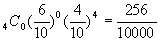 ₄C₀(6/10)⁰(4/10)⁴ = 256/10000